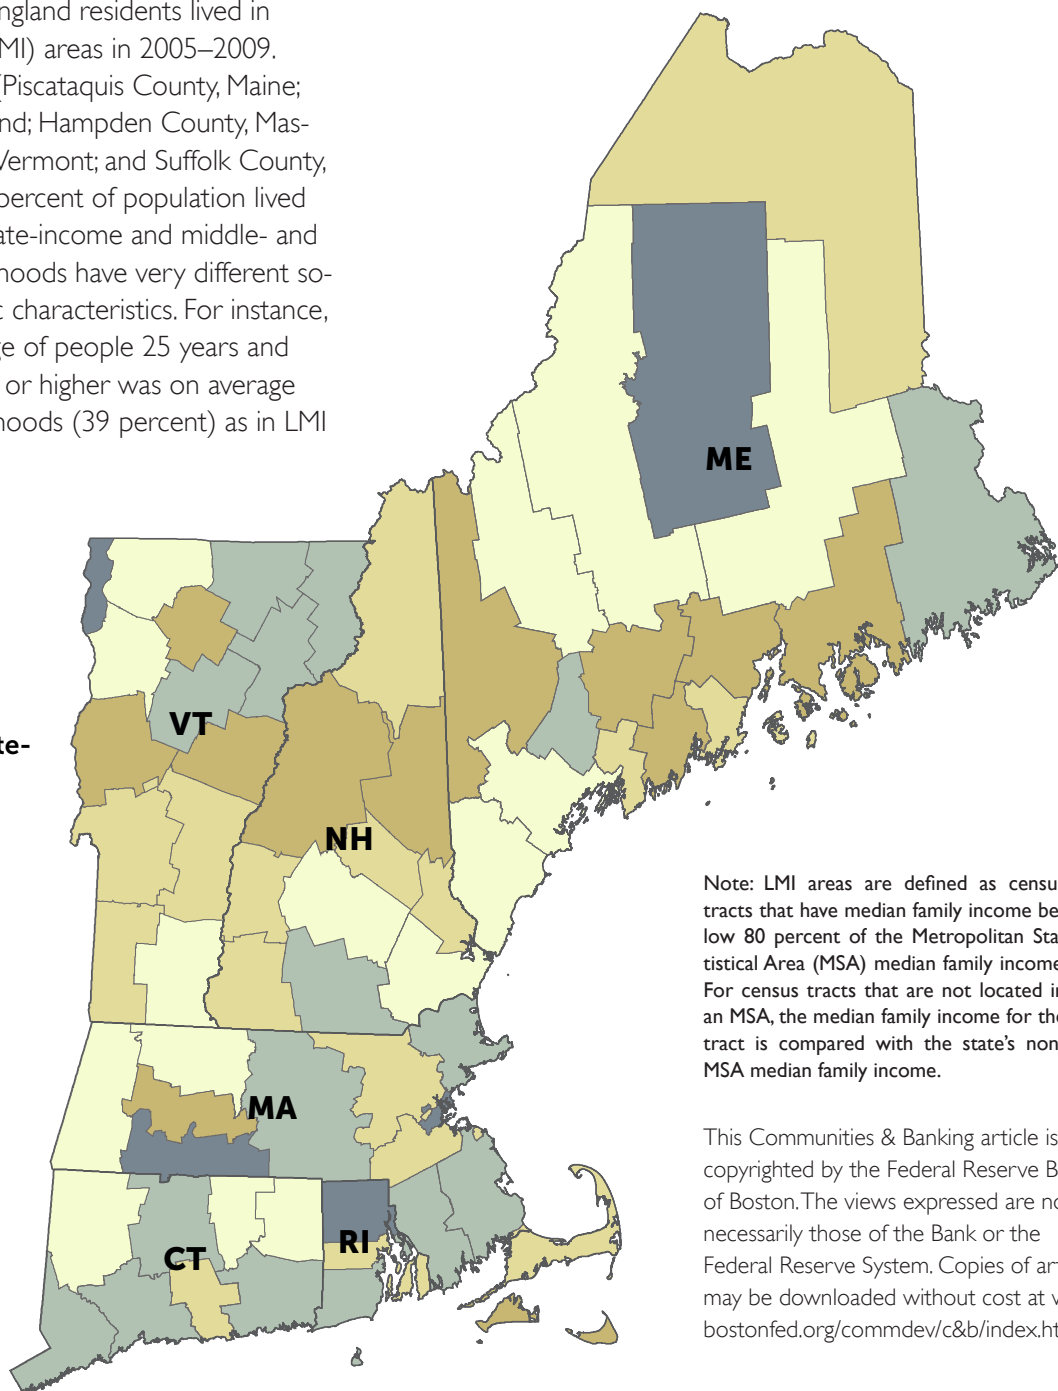 ngland residents lived in
MI) areas in 2005–2009.
(Piscataquis County, Maine;
nd; Hampden County, Mas-
Vermont; and Suffolk County,
percent of population lived
ate-income and middle- and
hoods have very different so-
c characteristics. For instance,
ge of people 25 years and
or higher was on average
hoods (39 percent) as in LMI
ME
VT
te-
NH
MA
CT
RI
Note: LMI areas are defined as censu
tracts that have median family income be
low 80 percent of the Metropolitan Sta
tistical Area (MSA) median family income
For census tracts that are not located in
an MSA, the median family income for the
tract is compared with the state's non
MSA median family income.
This Communities & Banking article is
copyrighted by the Federal Reserve B
of Boston. The views expressed are no
necessarily those of the Bank or the
Federal Reserve System. Copies of art
may be downloaded without cost at w
bostonfed.org/commdev/c&b/index.ht